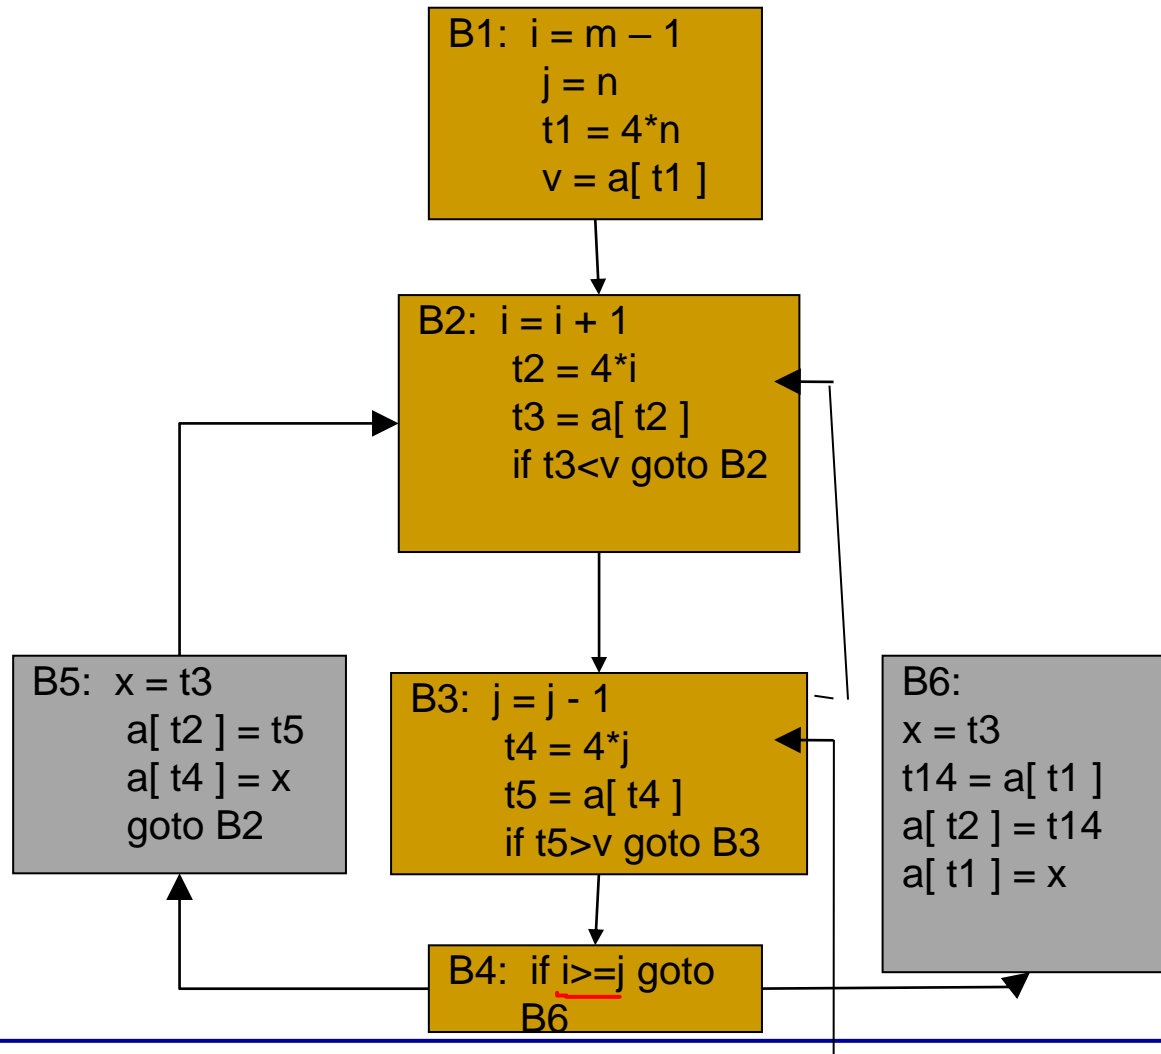 B1: i = m – 1
j = n
t1 = 4*n
v = a[ t1 ]
B2: i = i + 1
t2 = 4*i
t3 = a[ t2 ]
if t3<v goto B2
B5: x = t3
a[ t2 ] = t5
a[ t4 ] = x
goto B2
B3: j = j - 1
t4 = 4*j
t5 = a[ t4 ]
if t5>v goto B3
B6:
x = t3
t14 = a[ t1 ]
a[ t2 ] = t14
a[ t1 ] = x
B4: if i>=j goto
B6